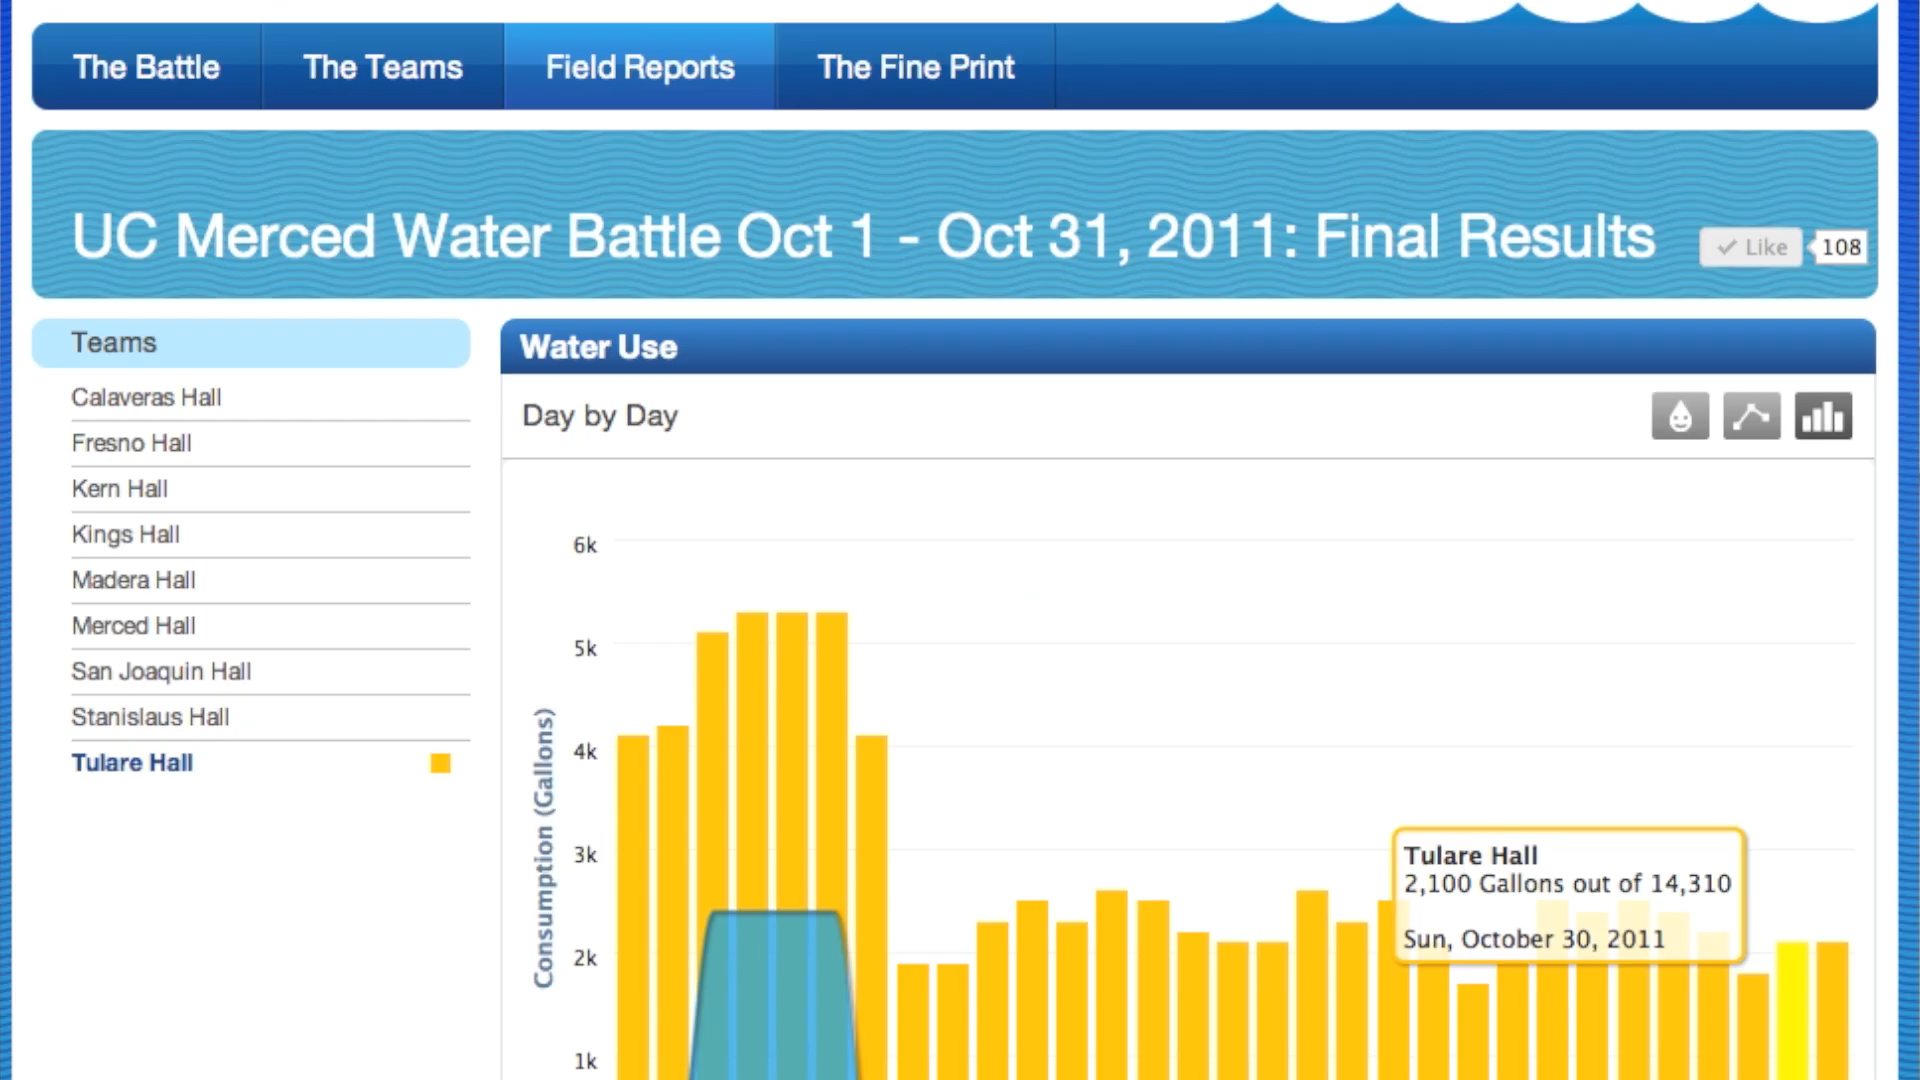 The Battle
The Teams
Field Reports
The Fine Print
UC Merced Water Battle Oct 1 - Oct 31, 2011: Final Results
Like
108
Teams
Calaveras Hall
Fresno Hall
Kern Hall
Kings Hall
Madera Hall
Merced Hall
San Joaquin Hall
Stanislaus Hall
Tulare Hall
Water Use
Day by Day
Consumption (Gallons)
6k
5k
4k
3k
2k
1k
Tulare Hall
2,100 Gallons out of 14,310
Sun, October 30, 2011